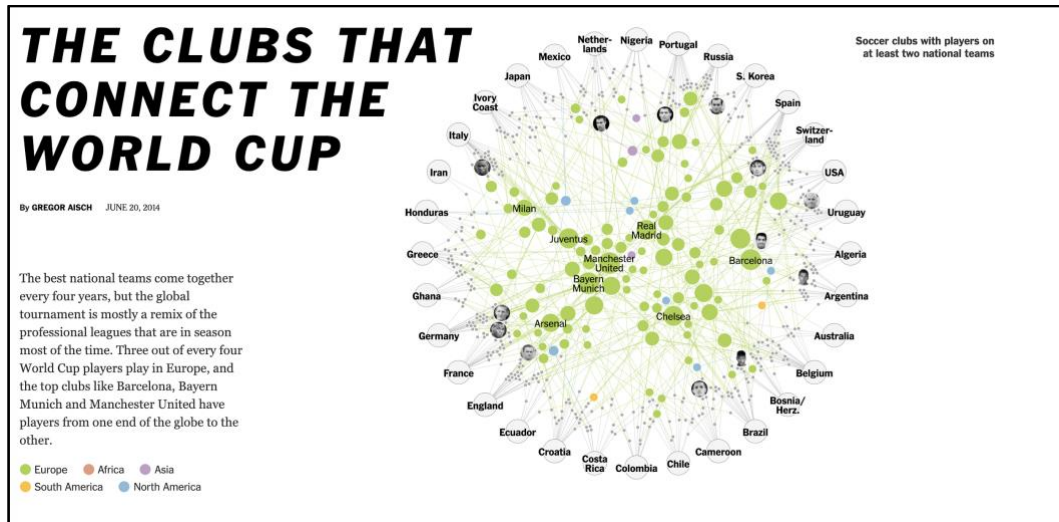 THE CLUBS THAT
CONNECT THE
WORLD CUP
By GREGOR AISCH JUNE 20, 2014
The best national teams come together
every four years, but the global
tournament is mostly a remix of the
professional leagues that are in season
most of the time. Three out of every four
World Cup players play in Europe, and
the top clubs like Barcelona, Bayern
Munich and Manchester United have
players from one end of the globe to the
other.
Europe Africa Asia
South America North America
Soccer clubs with players on
at least two national teams
Nigeria
Portugal
Russia
S. Korea
Spain
Switzer-
land
USA
Uruguay
Algeria
Argentina
Australia
Belgium
Bosnia/
Herz.
Brazil
Cameroon
Chile
Colombia
Costa
Rica
Croatia
Ecuador
England
France
Germany
Ghana
Greece
Honduras
Iran
Italy
Ivory
Coast
Japan
Mexico
Nether-
lands
Milan
Juventus
Real
Madrid
Manchester
United
Barcelona
Bayern
Munich
Arsenal
Chelsea